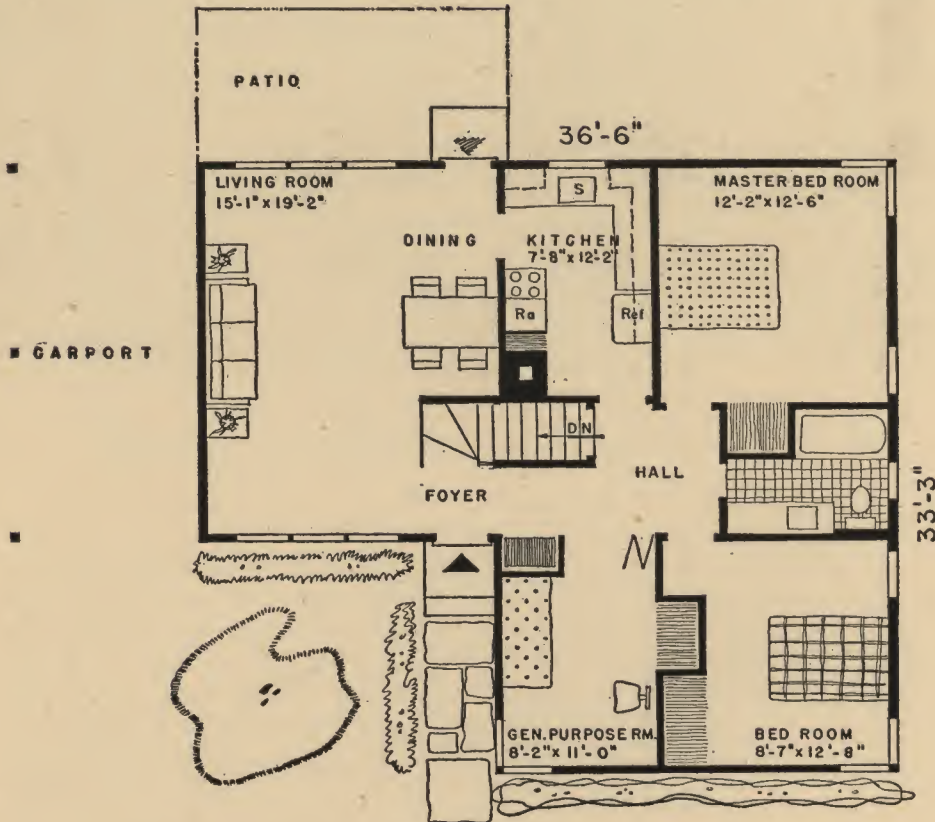 PATIO
36'-6"
LIVING ROOM
15'-1" x 19'-2"
MASTER BED ROOM
12'-2" x 12'-6"
S
DINING
KITCHEN
7'-8" x 12'-2"
Ra
Ref
CARPORT
DN
HALL
FOYER
33'-3"
GEN. PURPOSE RM.
8'-2" x 11'-0"
BED ROOM
8'-7" x 12'-8"